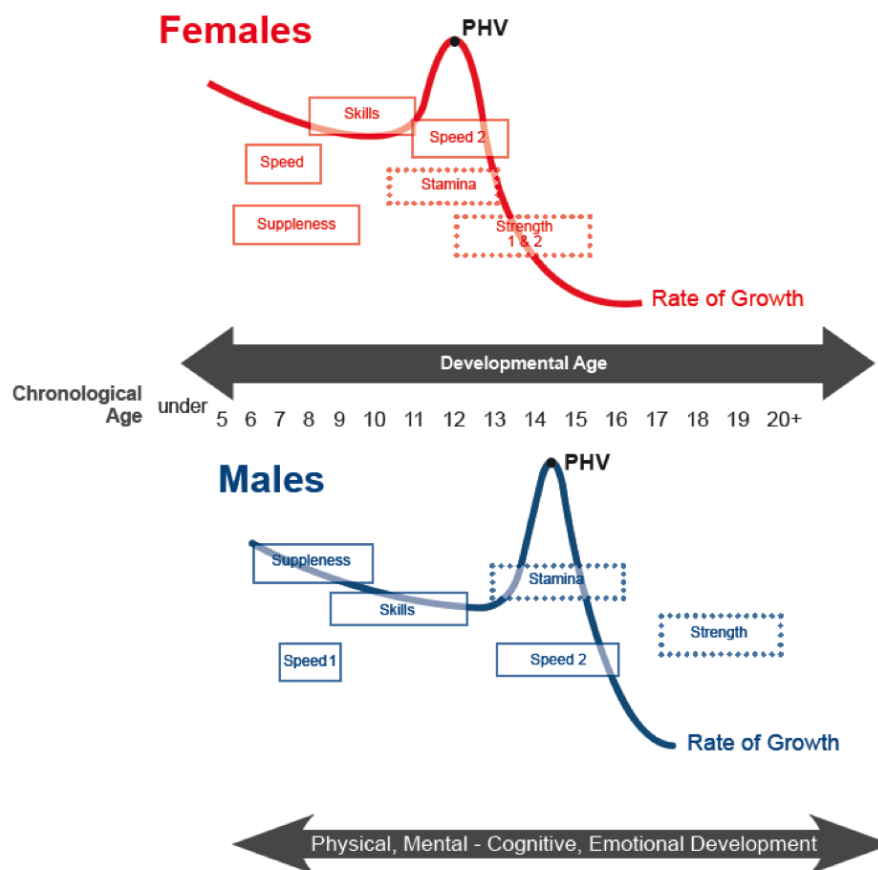 Females
PHV
Skills
Speed 2
Speed
Stamina
Suppleness
Strength
1 & 2
Rate of Growth
Developmental Age
Chronological
Age
under
5 6 7 8 9 10 11 12 13 14 15 16 17 18 19 20+
PHV
Males
Suppleness
Stamina
Skills
Strength
Speed 1
Speed 2
Rate of Growth
Physical, Mental - Cognitive, Emotional Development